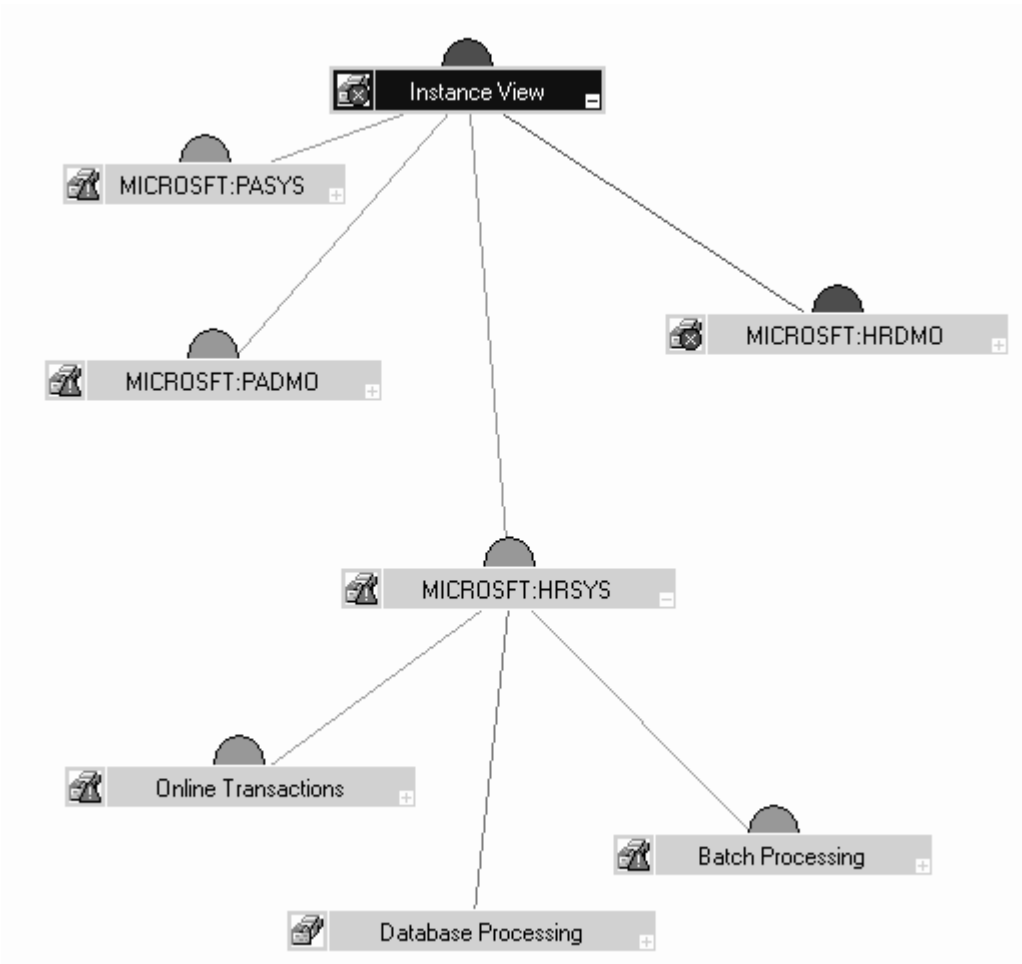 Instance View
MICROSFT:PASYS
MICROSFT:HRDMO
MICROSFT:PADMO
MICROSFT:HRSYS
Online Transactions
Batch Processing
Database Processing